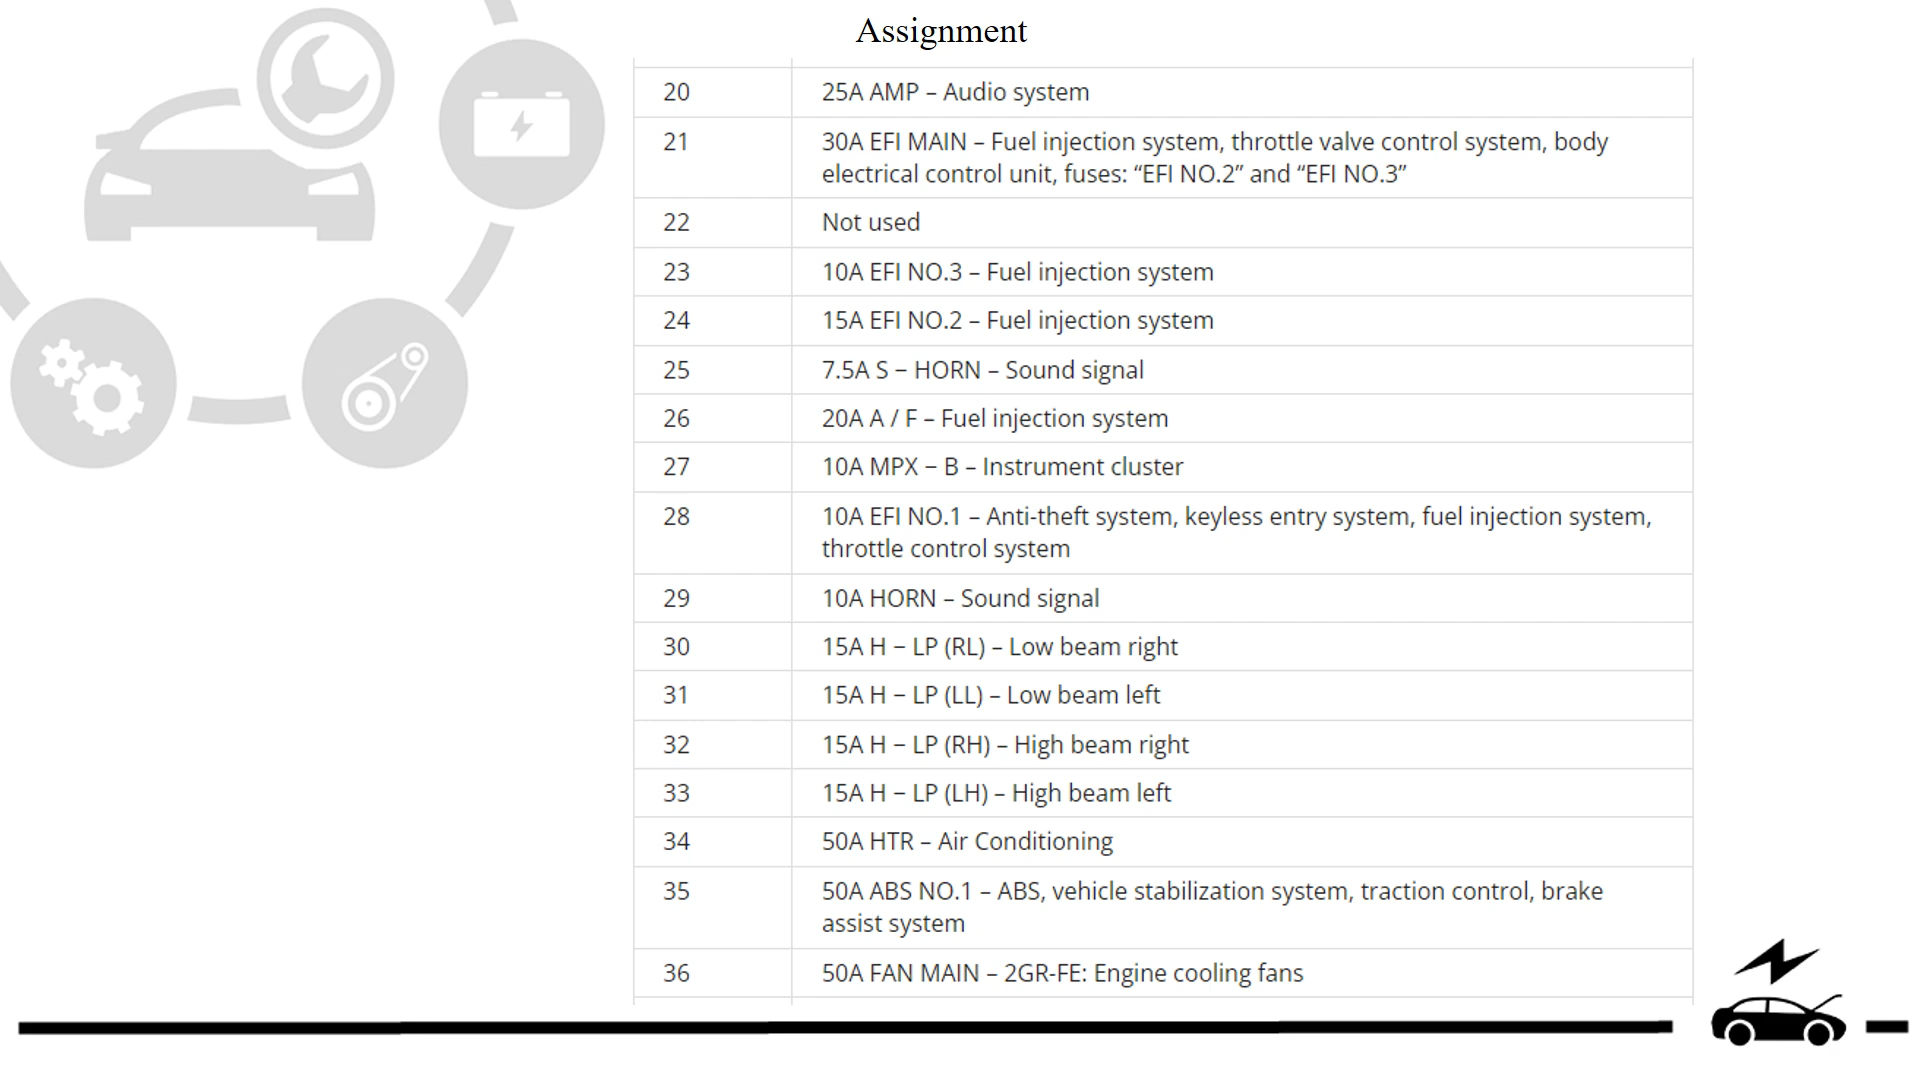 Assignment
20 25A AMP – Audio system
21 30A EFI MAIN – Fuel injection system, throttle valve control system, body
electrical control unit, fuses: “EFI NO.2” and “EFI NO.3”
22 Not used
23 10A EFI NO.3 – Fuel injection system
24 15A EFI NO.2 – Fuel injection system
25 7.5A S − HORN – Sound signal
26 20A A / F – Fuel injection system
27 10A MPX − B – Instrument cluster
28 10A EFI NO.1 – Anti-theft system, keyless entry system, fuel injection system,
throttle control system
29 10A HORN – Sound signal
30 15A H − LP (RL) – Low beam right
31 15A H − LP (LL) – Low beam left
32 15A H − LP (RH) – High beam right
33 15A H − LP (LH) – High beam left
34 50A HTR – Air Conditioning
35 50A ABS NO.1 – ABS, vehicle stabilization system, traction control, brake
assist system
36 50A FAN MAIN – 2GR-FE: Engine cooling fans